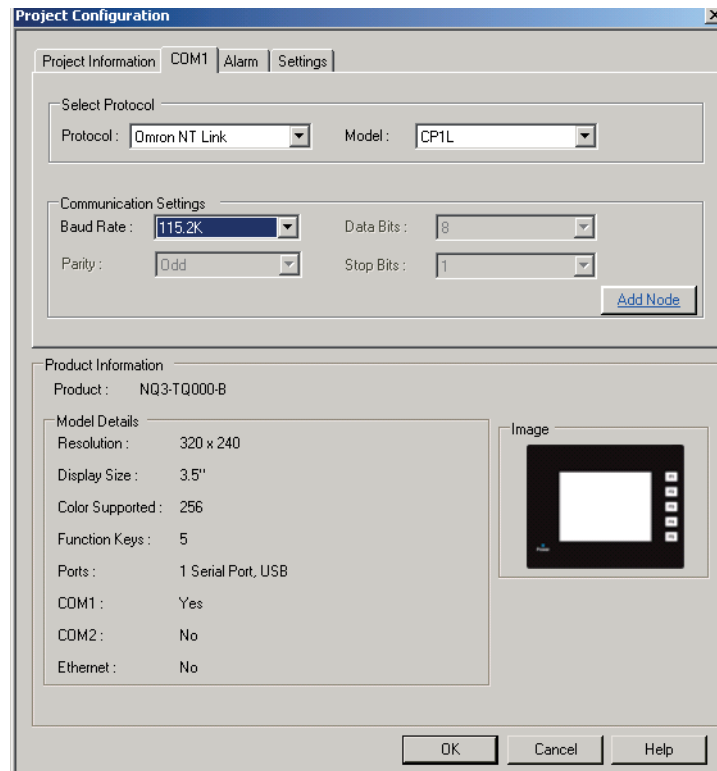 Project Configuration
Project Information COM1 Alarm Settings
Select Protocol
Protocol : Omron NT Link Model : CP1L
Communication Settings
Baud Rate : 115.2K Data Bits : 8
Parity : Odd Stop Bits : 1
Add Node
Product Information
Product : NQ3-TQ000-B
Model Details
Image
Resolution : 320 x 240
Display Size : 3.5''
Color Supported : 256
Function Keys : 5
Ports : 1 Serial Port, USB
COM1 : Yes
COM2 : No
Ethernet : No
Power
OK Cancel Help